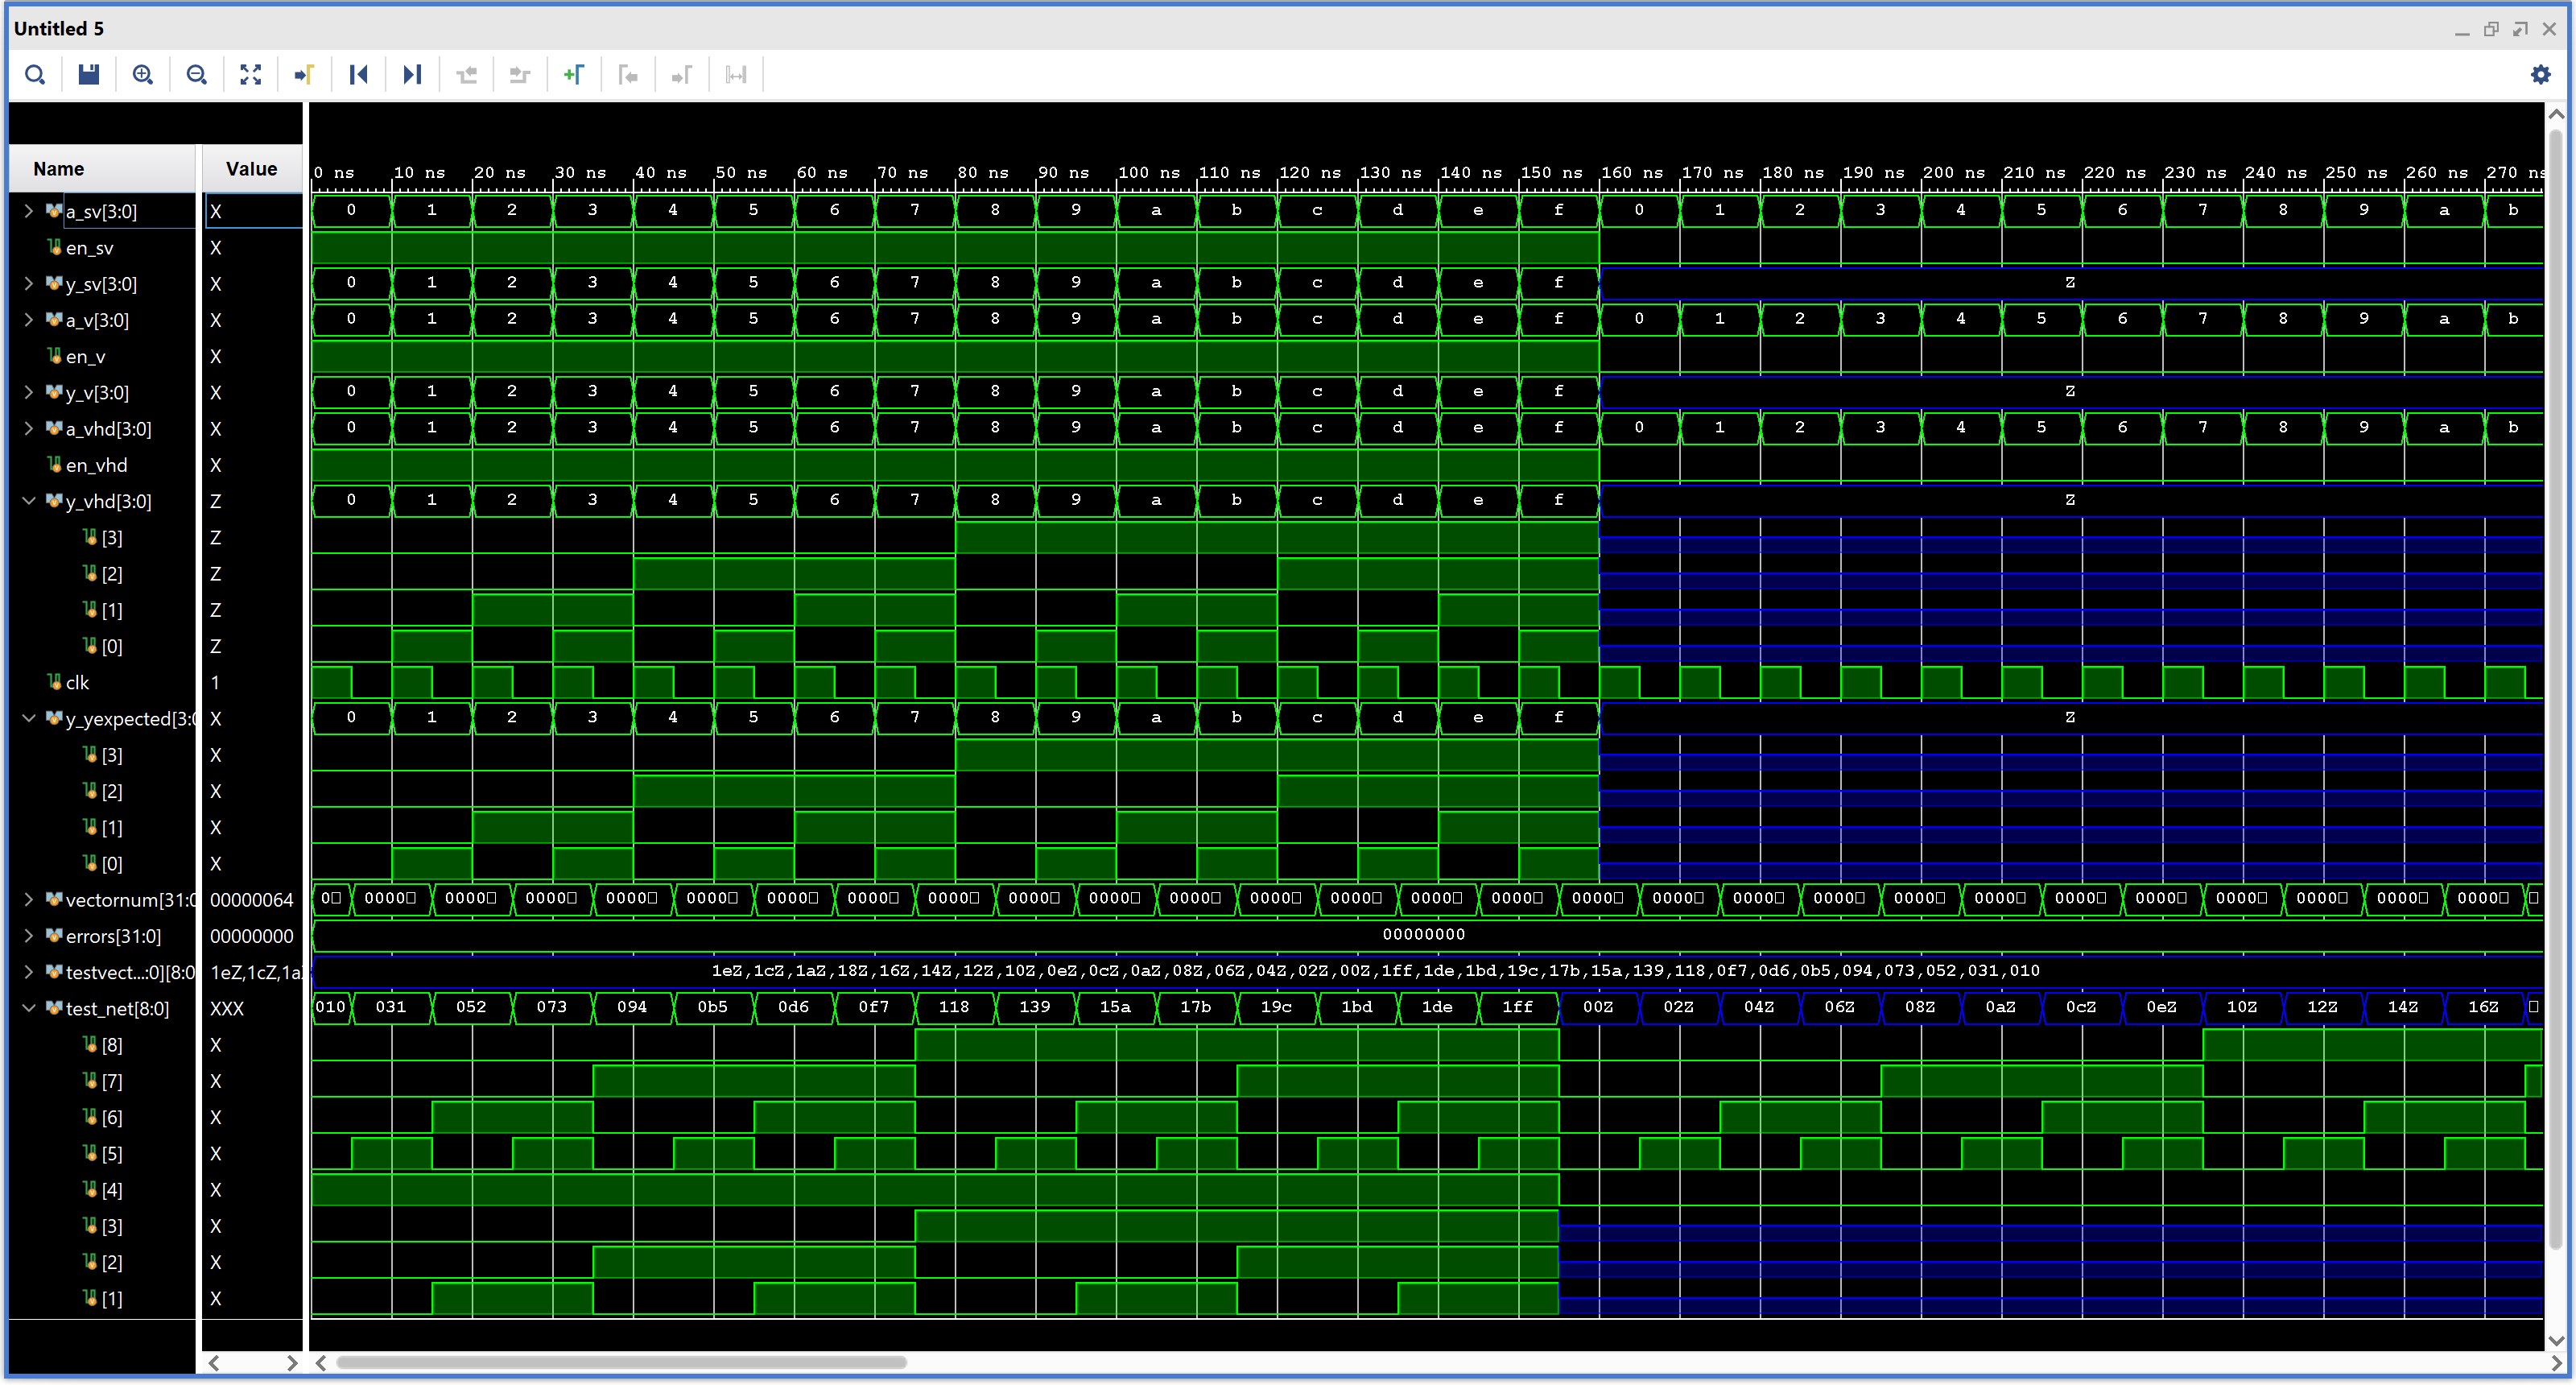 Untitled 5
Name Value 0 ns 10 ns 20 ns 30 ns 40 ns 50 ns 60 ns 70 ns 80 ns 90 ns 100 ns 110 ns 120 ns 130 ns 140 ns 150 ns 160 ns 170 ns 180 ns 190 ns 200 ns 210 ns 220 ns 230 ns 240 ns 250 ns 260 ns 270 ns
a_sv[3:0] X 0 1 2 3 4 5 6 7 8 9 a b c d e f 0 1 2 3 4 5 6 7 8 9 a b
en_sv X
y_sv[3:0] X 0 1 2 3 4 5 6 7 8 9 a b c d e f Z
a_v[3:0] X 0 1 2 3 4 5 6 7 8 9 a b c d e f 0 1 2 3 4 5 6 7 8 9 a b
en_v X
y_v[3:0] X 0 1 2 3 4 5 6 7 8 9 a b c d e f Z
a_vhd[3:0] X 0 1 2 3 4 5 6 7 8 9 a b c d e f 0 1 2 3 4 5 6 7 8 9 a b
en_vhd X
y_vhd[3:0] Z 0 1 2 3 4 5 6 7 8 9 a b c d e f Z
[3] Z
[2] Z
[1] Z
[0] Z
clk 1
y_yexpected[3:0 X 0 1 2 3 4 5 6 7 8 9 a b c d e f Z
[3] X
[2] X
[1] X
[0] X
vectornum[31:0 00000064 0□ 0000□ 0000□ 0000□ 0000□ 0000□ 0000□ 0000□ 0000□ 0000□ 0000□ 0000□ 0000□ 0000□ 0000□ 0000□ 0000□ 0000□ 0000□ 0000□ 0000□ 0000□ 0000□ 0000□ 0000□ 0000□ 0000□ 0000□ □
errors[31:0] 00000000 00000000
testvect...:0][8:0 1eZ,1cZ,1aZ 1eZ,1cZ,1aZ,18Z,16Z,14Z,12Z,10Z,0eZ,0cZ,0aZ,08Z,06Z,04Z,02Z,00Z,1ff,1de,1bd,19c,17b,15a,139,118,0f7,0d6,0b5,094,073,052,031,010
test_net[8:0] XXX 010 031 052 073 094 0b5 0d6 0f7 118 139 15a 17b 19c 1bd 1de 1ff 00Z 02Z 04Z 06Z 08Z 0aZ 0cZ 0eZ 10Z 12Z 14Z 16Z □
[8] X
[7] X
[6] X
[5] X
[4] X
[3] X
[2] X
[1] X